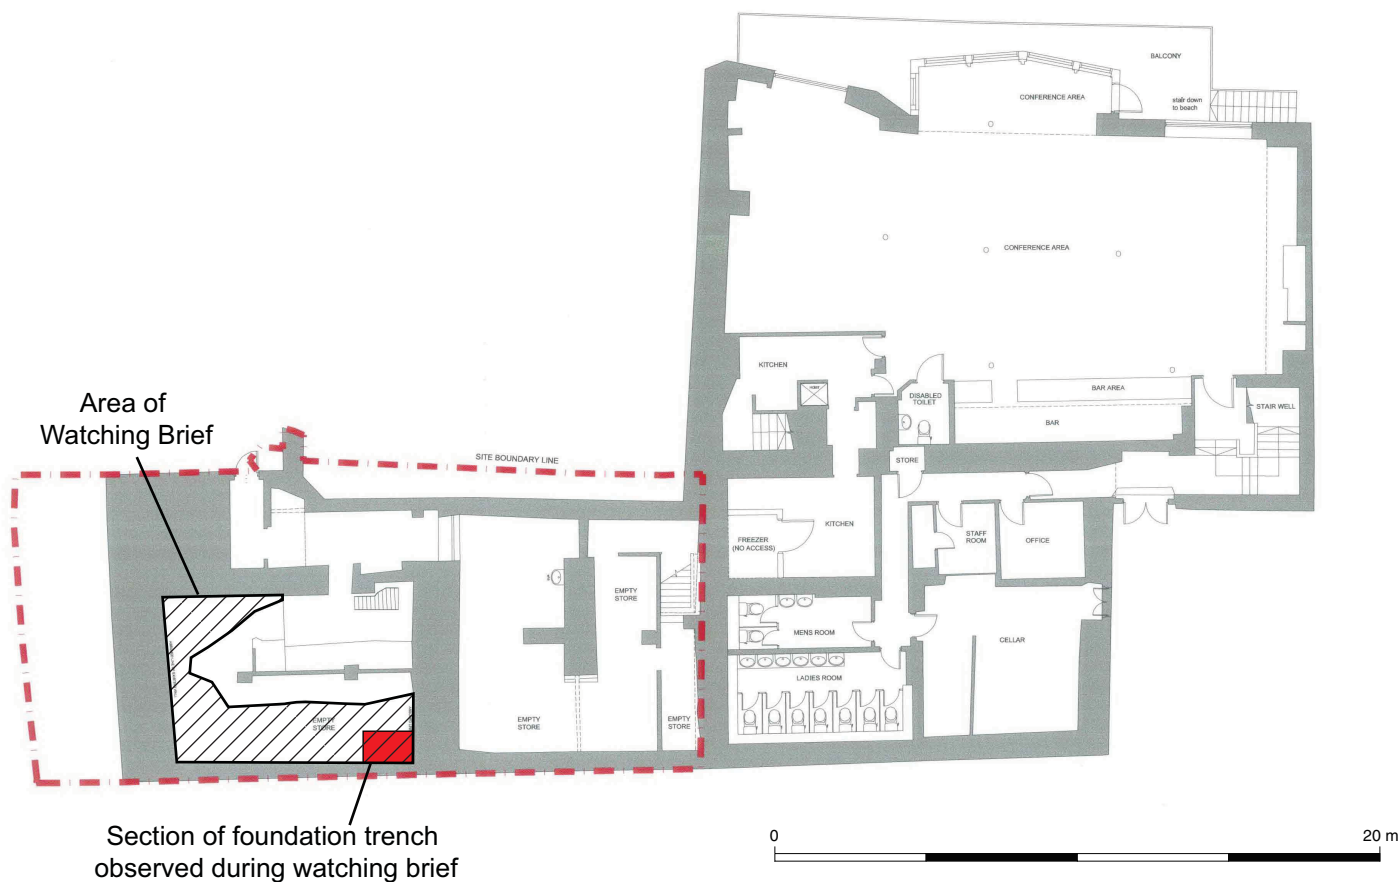 BALCONY
CONFERENCE AREA
stair down
to beach
CONFERENCE AREA
KITCHEN
BAR AREA
DISABLED
TOILET
STAIR WELL
BAR
Area of
Watching Brief
SITE BOUNDARY LINE
STORE
KITCHEN
STAFF
ROOM
OFFICE
FREEZER
(NO ACCESS)
EMPTY
STORE
MENS ROOM
CELLAR
LADIES ROOM
EMPTY
STORE
EMPTY
STORE
EMPTY
STORE
Section of foundation trench
observed during watching brief
0
20 m